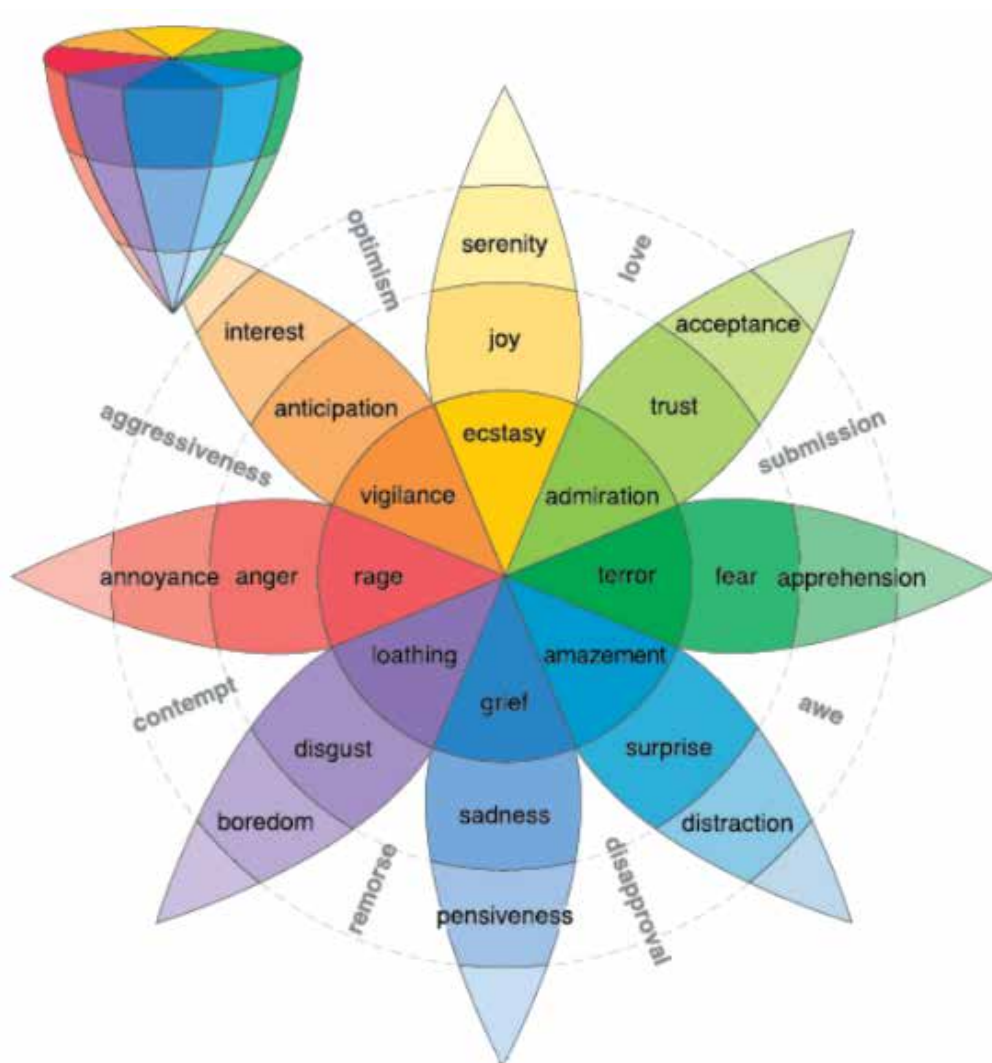 optimism
serenity
love
interest
joy
acceptance
anticipation
trust
aggressiveness
ecstasy
submission
vigilance
admiration
annoyance
anger
rage
terror
fear
apprehension
loathing
amazement
contempt
grief
awe
disgust
surprise
boredom
sadness
distraction
remorse
disapproval
pensiveness